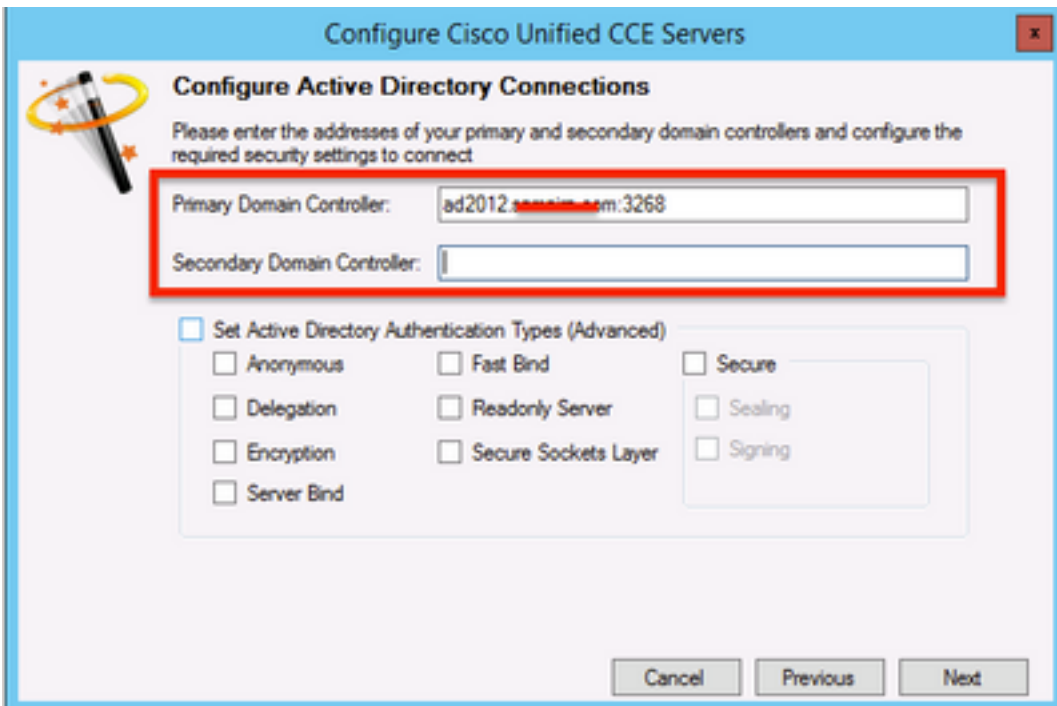 Configure Cisco Unified CCE Servers
x
Configure Active Directory Connections
Please enter the addresses of your primary and secondary domain controllers and configure the
required security settings to connect
Primary Domain Controller: ad2012. om:3268
Secondary Domain Controller:
Set Active Directory Authentication Types (Advanced)
Anonymous Fast Bind Secure
Delegation Readonly Server Sealing
Encryption Secure Sockets Layer Signing
Server Bind
Cancel Previous Next